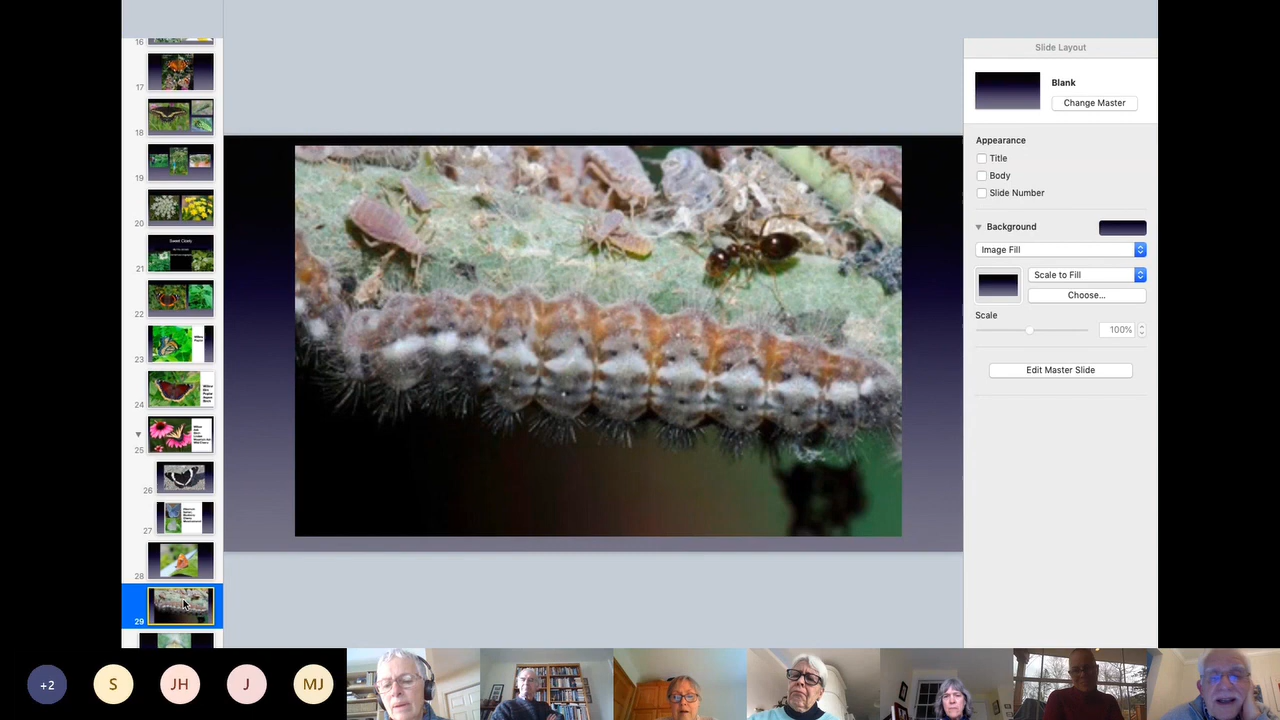 16
17
18
19
20
21
22
23
24
25
26
27
28
29
Sweet Cicely
Slide Layout
Blank
Change Master
Appearance
Title
Body
Slide Number
Background
Image Fill
Scale to Fill
Choose...
Scale
100%
Edit Master Slide
+2
S
JH
J
MJ